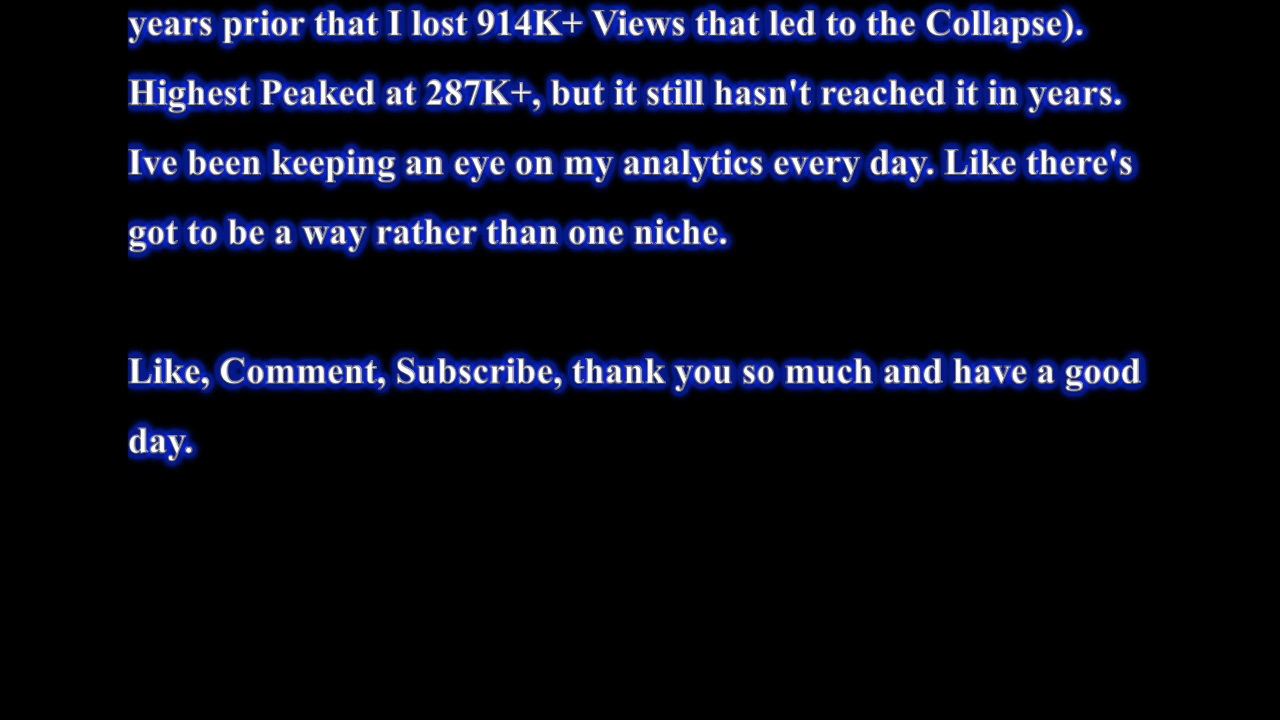 years prior that I lost 914K+ Views that led to the Collapse).
Highest Peaked at 287K+, but it still hasn't reached it in years.
Ive been keeping an eye on my analytics every day. Like there's
got to be a way rather than one niche.
Like, Comment, Subscribe, thank you so much and have a good
day.